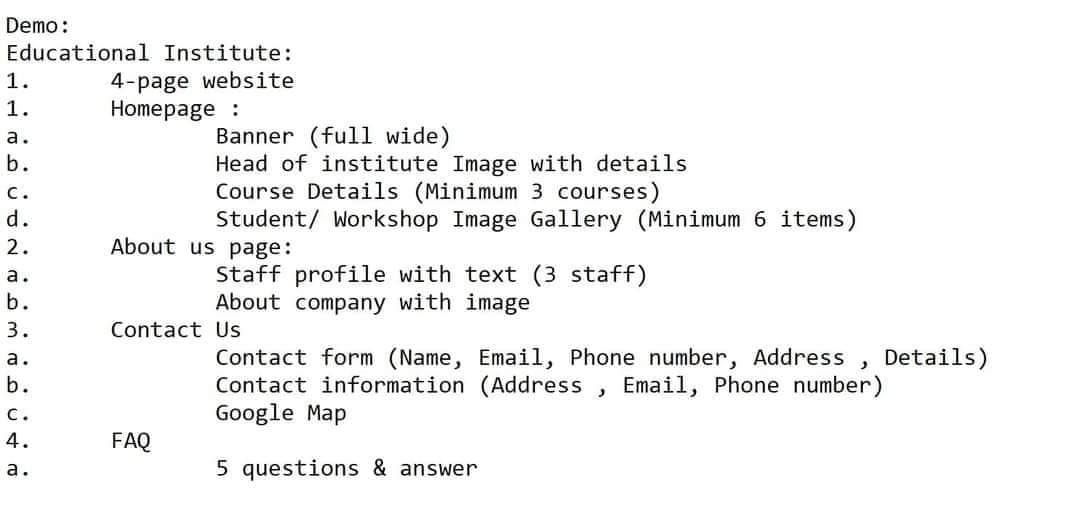 Demo:
Educational Institute:
1. 4-page website
1. Homepage :
a. Banner (full wide)
b. Head of institute Image with details
c. Course Details (Minimum 3 courses)
d. Student/ Workshop Image Gallery (Minimum 6 items)
2. About us page:
a. Staff profile with text (3 staff)
b. About company with image
3. Contact Us
a. Contact form (Name, Email, Phone number, Address , Details)
b. Contact information (Address , Email, Phone number)
c. Google Map
4. FAQ
a. 5 questions & answer